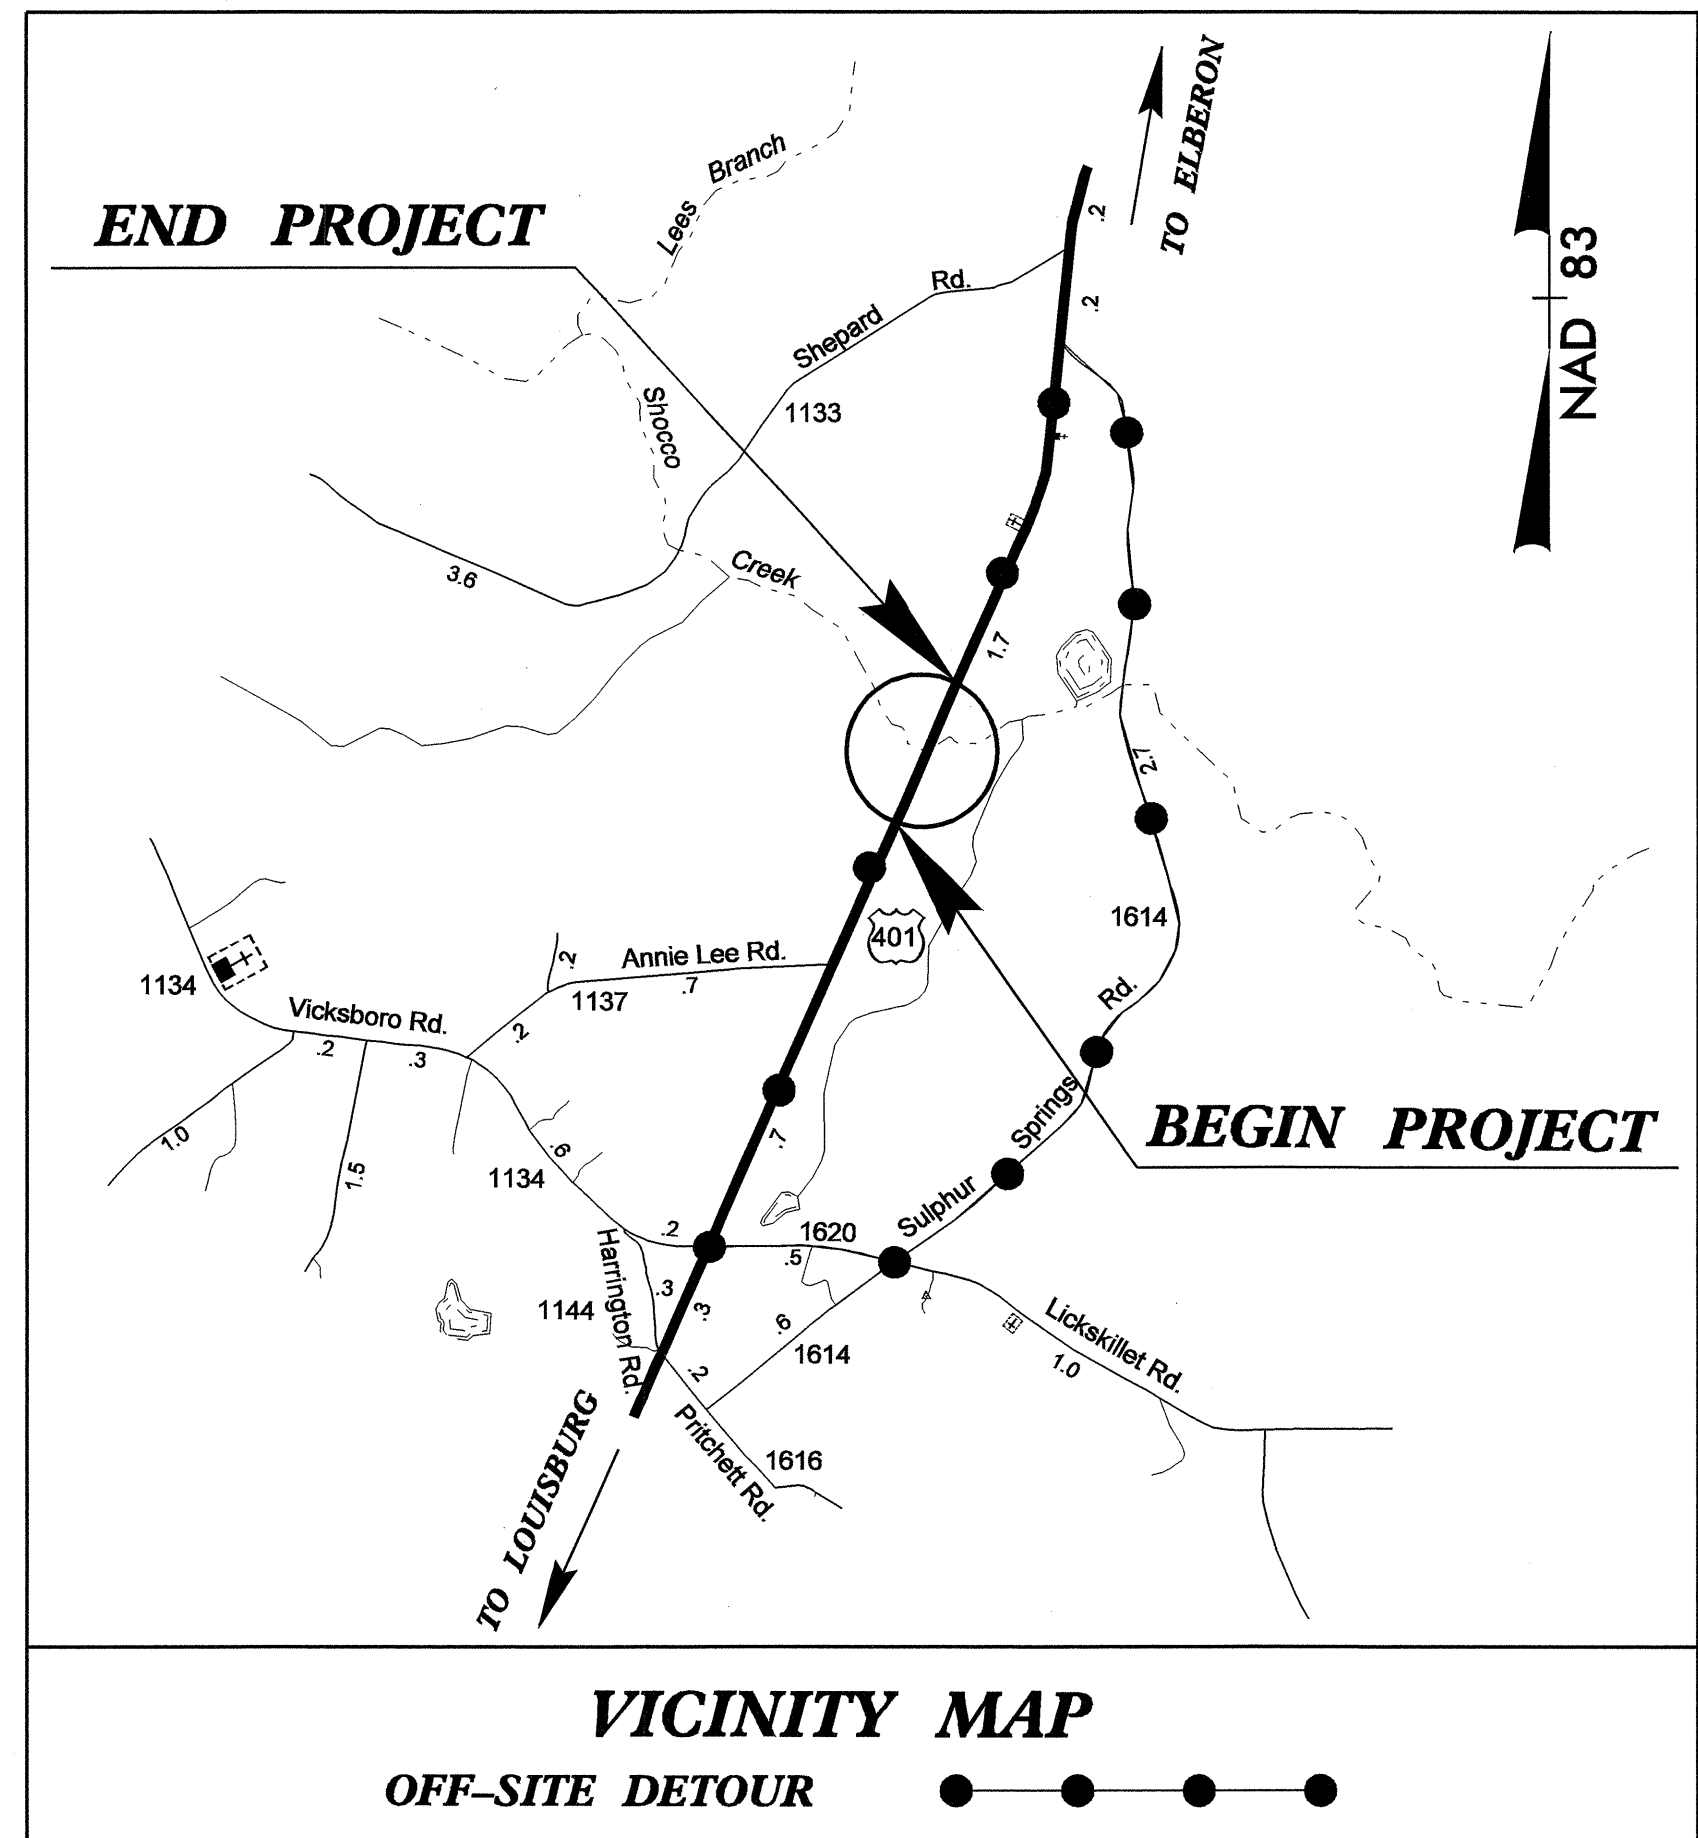 TO ELBERON
Lees Branch
END PROJECT
.2
NAD 83
Shepard Rd.
.2
1133
Shocco Creek
3.6
1.7
2.7
1614
401
Annie Lee Rd.
.2
.7
1137
1134
Vicksboro Rd.
.2
.3
.2
Sulphur Springs Rd.
BEGIN PROJECT
1.0
1.5
.6
1134
.7
.2
1620
.5
Harrington Rd.
.3
.3
1144
.6
1614
Lickskillet Rd.
1.0
.2
Pritchett Rd.
1616
TO LOUISBURG
VICINITY MAP
OFF-SITE DETOUR